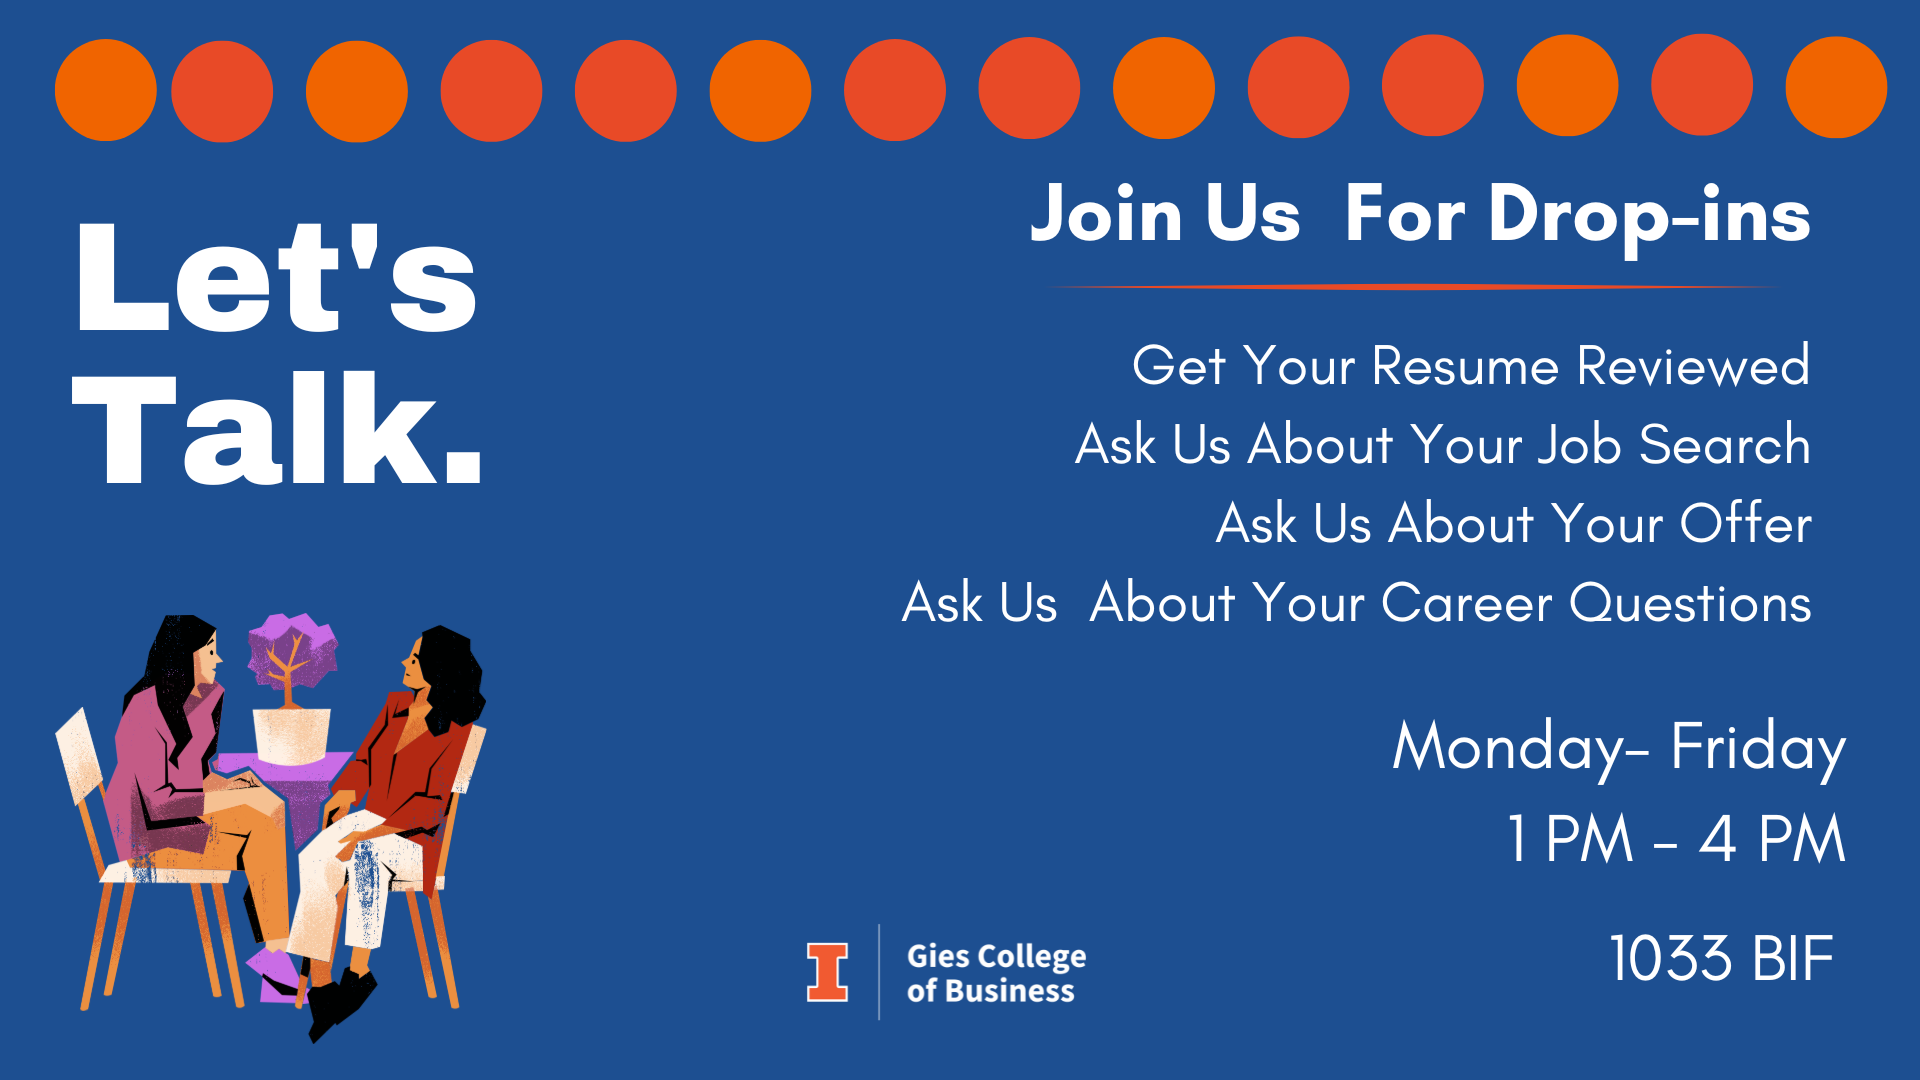 Let's
Talk.
Join Us  For Drop-ins
Get Your Resume Reviewed
Ask Us About Your Job Search
Ask Us About Your Offer
Ask Us  About Your Career Questions
Monday- Friday
1 PM - 4 PM
1033 BIF
I
Gies College
of Business